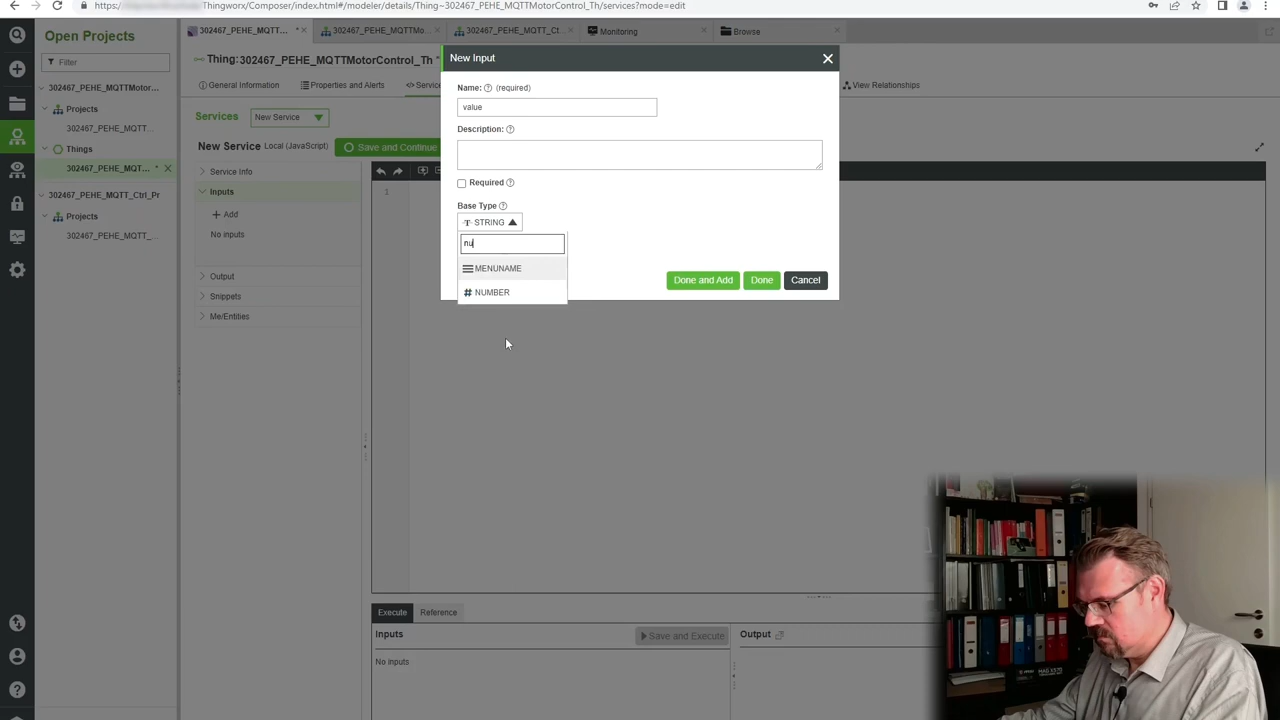 https:/
Thingworx/Composer/index.html#/modeler/details/Thing~302467_PEHE_MQTTMotorControl_Th/services?mode=edit
Open Projects
302467_PEHE_MQTT... *
302467_PEHE_MQTTMo...
302467_PEHE_MQTT_Ct...
Monitoring
Browse
Filter
Thing: 302467_PEHE_MQTTMotorControl_Th *
General Information
Properties and Alerts
Service
View Relationships
302467_PEHE_MQTTMotor...
Projects
302467_PEHE_MQTT...
Things
302467_PEHE_MQT... *
302467_PEHE_MQTT_Ctrl_Pr
Projects
302467_PEHE_MQTT_...
Services
New Service
New Service Local (JavaScript)
Save and Continue
Service Info
Inputs
Add
No inputs
Output
Snippets
Me/Entities
1
New Input
Name: (required)
value
Description:
Required
Base Type
STRING
nu
MENUNAME
NUMBER
Done and Add
Done
Cancel
Execute
Reference
Inputs
Save and Execute
Output
No inputs